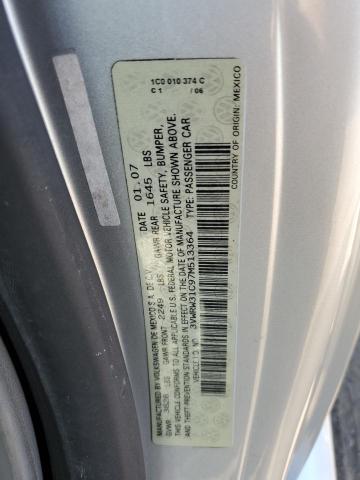 1C0 010 374 C
C 1 / 06
MANUFACTURED BY VOLKSWAGEN DE MEXICO S.A. DE C.V. DATE 01.07
GVWR LBS GAWR FRONT 2249 LBS GAWR REAR 1645 LBS
THIS VEHICLE CONFORMS TO ALL APPLICABLE U.S. FEDERAL MOTOR VEHICLE SAFETY, BUMPER,
AND THEFT-PREVENTION STANDARDS IN EFFECT ON THE DATE OF MANUFACTURE SHOWN ABOVE.
VEHICLE IDENT. NO. 3VWRW31C97M513364 TYPE: PASSENGER CAR
COUNTRY OF ORIGIN: MEXICO